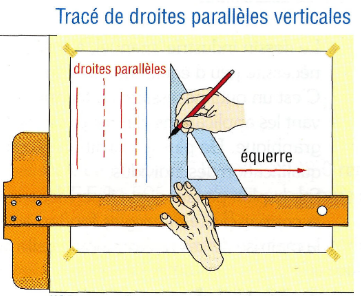 Tracé de droites parallèles verticales
droites parallèles
équerre